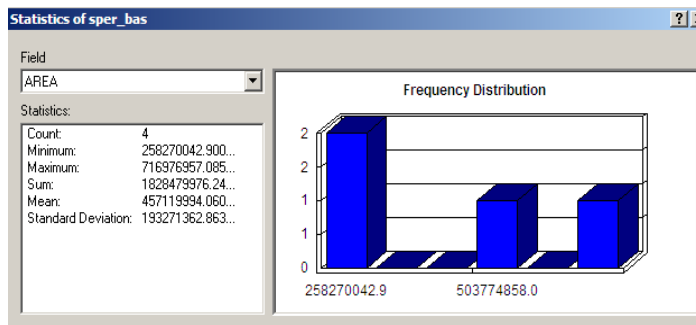 Statistics of sper_bas
Field
AREA
Statistics:
Count: 4
Minimum: 258270042.900...
Maximum: 716976957.085...
Sum: 1828479976.24...
Mean: 457119994.060...
Standard Deviation: 193271362.863...
Frequency Distribution
2
2
1
1
0
258270042.9 503774858.0